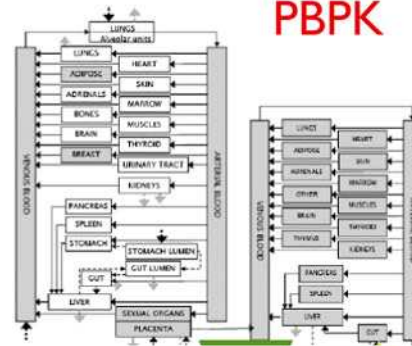 PBPK
LUNGS
Alveolar units
LUNGS
HEART
ADIPOSE
SKIN
ADRENALS
MARROW
BONES
MUSCLES
BRAIN
THYROID
BREAST
URINARY TRACT
KIDNEYS
PANCREAS
SPLEEN
STOMACH
STOMACH LUMEN
GUT LUMEN
GUT
LIVER
SEXUAL ORGANS
PLACENTA
VENOUS BLOOD
ARTERIAL BLOOD
LUNGS
HEART
ADIPOSE
SKIN
ADRENALS
MARROW
OTHER
MUSCLES
BRAIN
THYROID
THYMUS
KIDNEYS
PANCREAS
SPLEEN
LIVER
GUT
VENOUS BLOOD